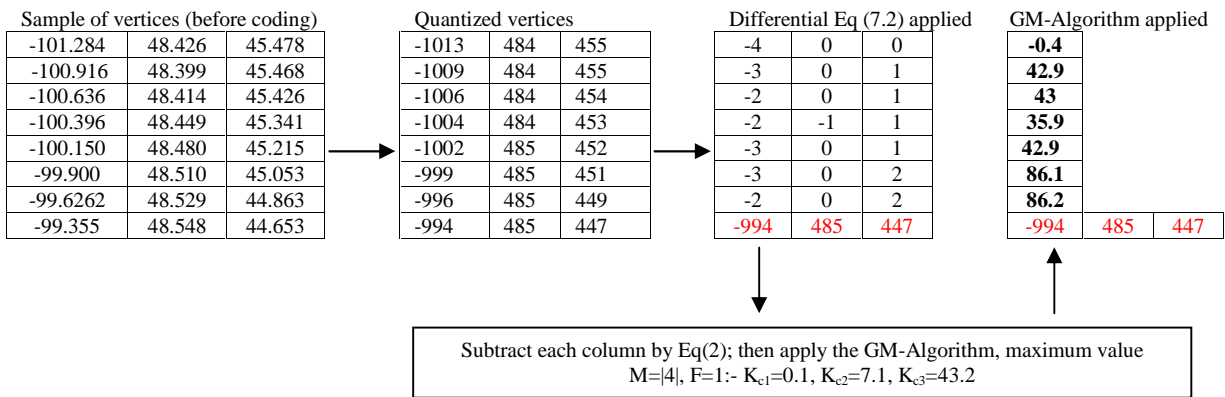 Sample of vertices (before coding) Quantized vertices Differential Eq (7.2) applied GM-Algorithm applied
-101.284 48.426 45.478 -1013 484 455 -4 0 0 -0.4
-100.916 48.399 45.468 -1009 484 455 -3 0 1 42.9
-100.636 48.414 45.426 -1006 484 454 -2 0 1 43
-100.396 48.449 45.341 -1004 484 453 -2 -1 1 35.9
-100.150 48.480 45.215 -1002 485 452 -3 0 1 42.9
-99.900 48.510 45.053 -999 485 451 -3 0 2 86.1
-99.6262 48.529 44.863 -996 485 449 -2 0 2 86.2
-99.355 48.548 44.653 -994 485 447 -994 485 447 -994 485 447
Subtract each column by Eq(2); then apply the GM-Algorithm, maximum value
M=|4|, F=1:- Kc1=0.1, Kc2=7.1, Kc3=43.2